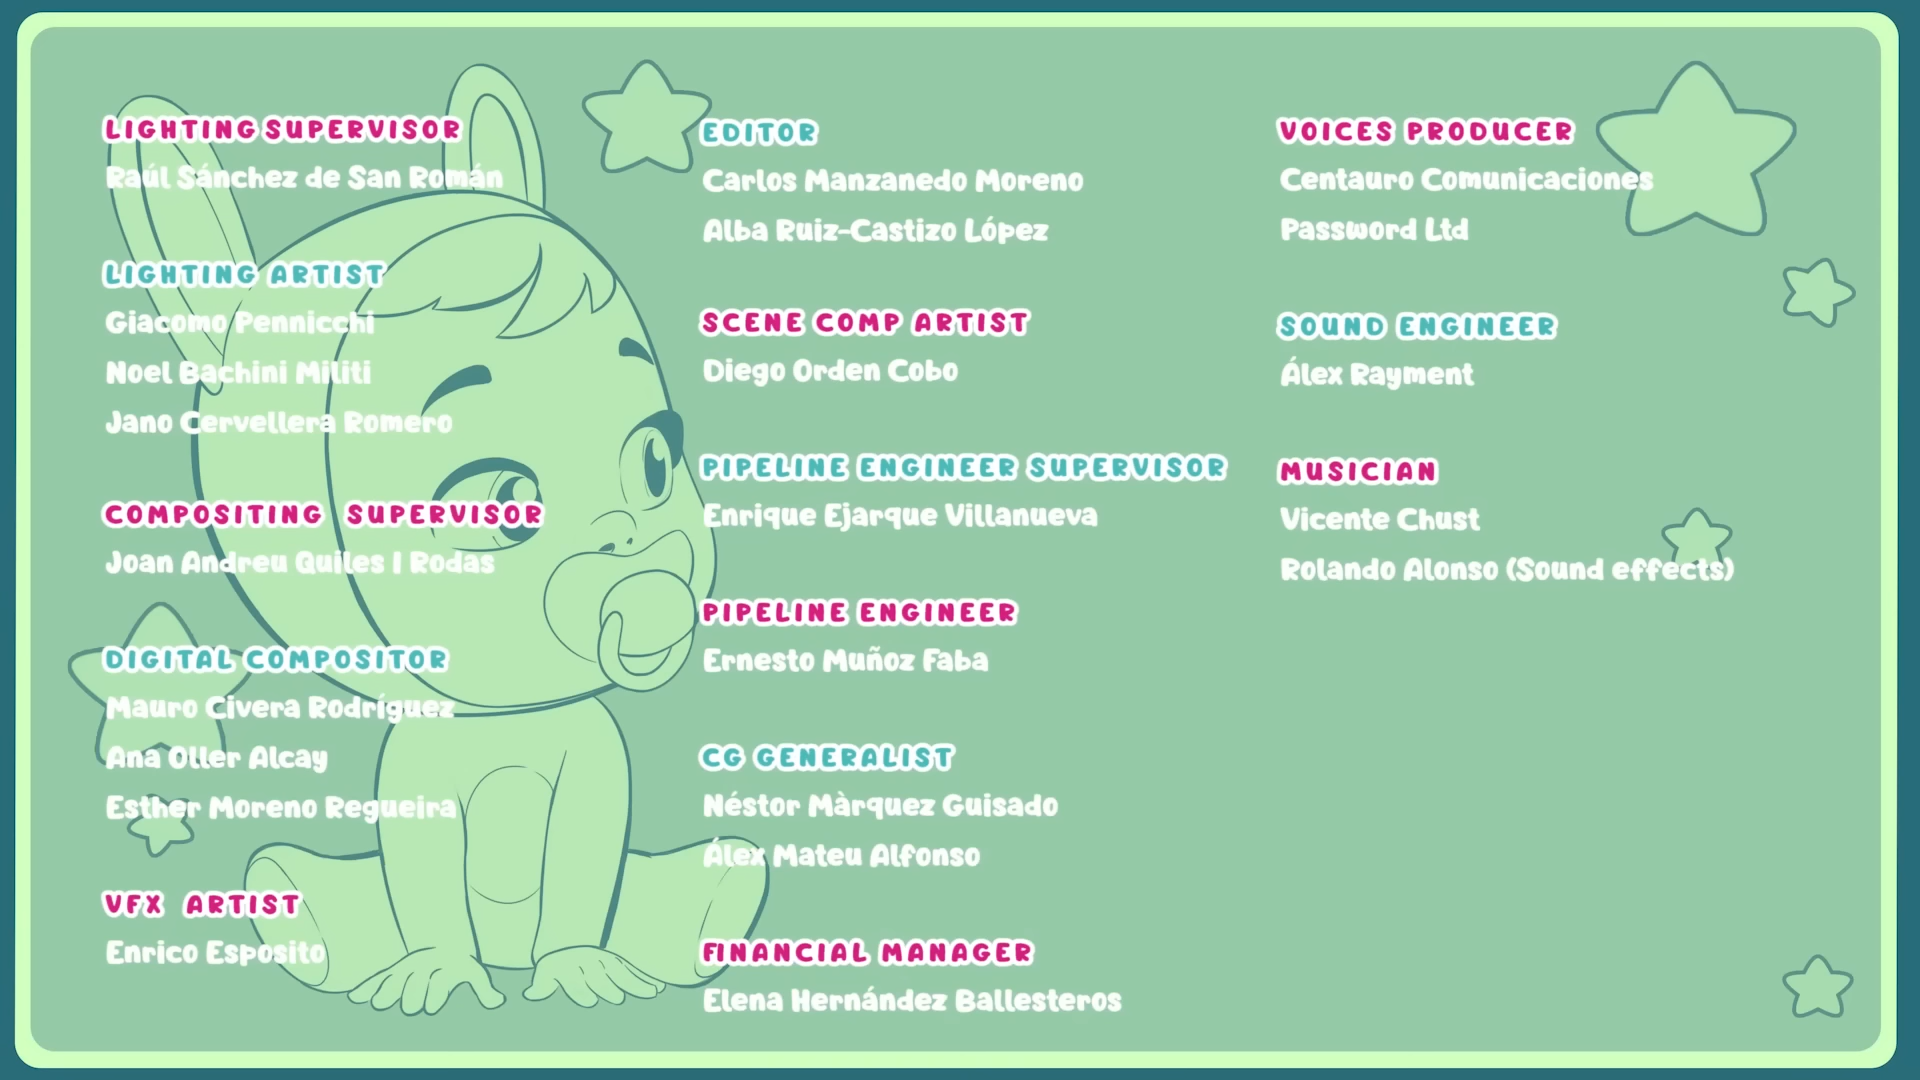 LIGHTING SUPERVISOR
Raúl Sánchez de San Román
LIGHTING ARTIST
Giacomo Pennicchi
Noel Bachini Militi
Jano Cervellera Romero
COMPOSITING SUPERVISOR
Joan Andreu Quiles I Rodas
DIGITAL COMPOSITOR
Mauro Civera Rodríguez
Ana Oller Alcay
Esther Moreno Regueira
VFX ARTIST
Enrico Esposito
EDITOR
Carlos Manzanedo Moreno
Alba Ruiz-Castizo López
SCENE COMP ARTIST
Diego Orden Cobo
PIPELINE ENGINEER SUPERVISOR
Enrique Ejarque Villanueva
PIPELINE ENGINEER
Ernesto Muñoz Faba
CG GENERALIST
Néstor Màrquez Guisado
Álex Mateu Alfonso
FINANCIAL MANAGER
Elena Hernández Ballesteros
VOICES PRODUCER
Centauro Comunicaciones
Password Ltd
SOUND ENGINEER
Álex Rayment
MUSICIAN
Vicente Chust
Rolando Alonso (Sound effects)